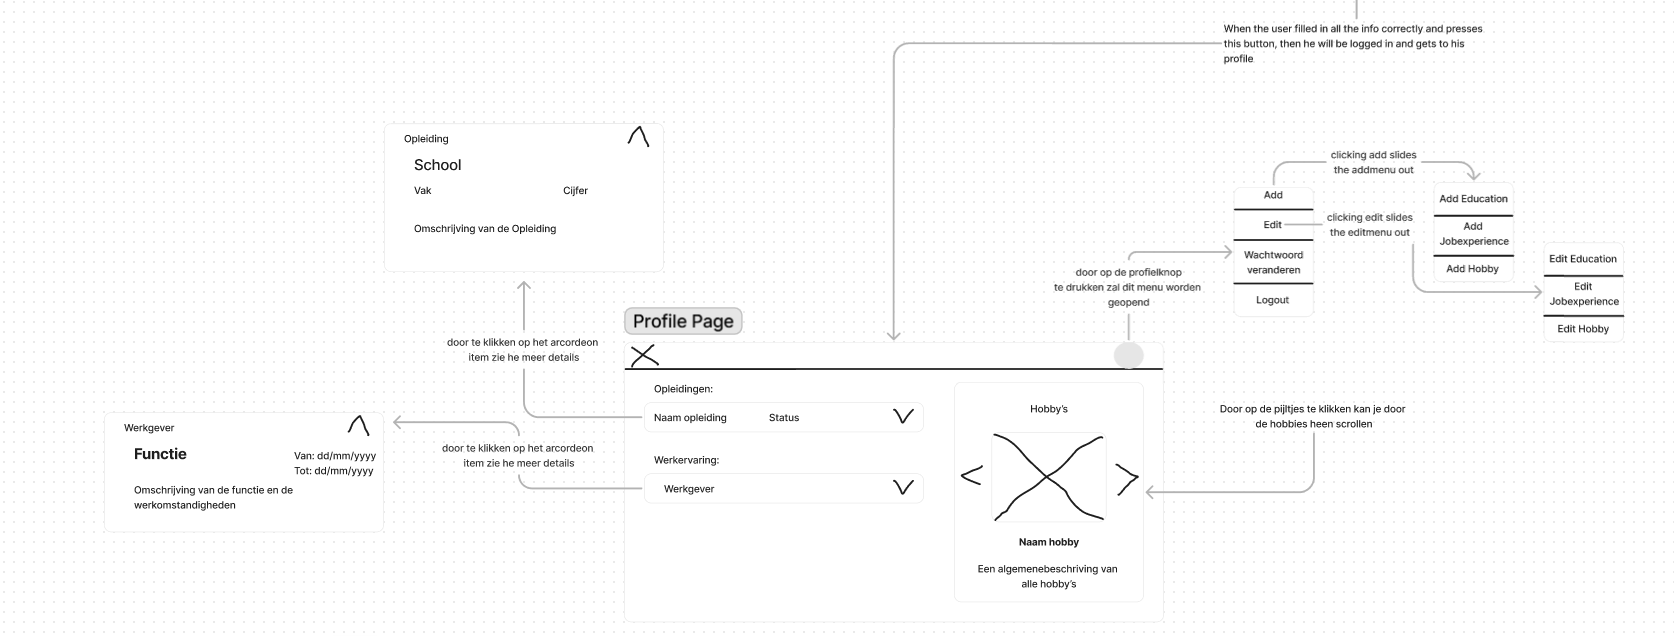 When the user filled in all the info correctly and presses
this button, then he will be logged in and gets to his
profile
Opleiding
School
Vak
Cijfer
Omschrijving van de Opleiding
clicking add slides
the addmenu out
Add
Edit
Wachtwoord
veranderen
Logout
clicking edit slides
the editmenu out
Add Education
Add
Jobexperience
Add Hobby
Edit Education
Edit
Jobexperience
Edit Hobby
door op de profielknop
te drukken zal dit menu worden
geopend
Profile Page
door te klikken op het arcordeon
item zie he meer details
Werkgever
Functie
Van: dd/mm/yyyy
Tot: dd/mm/yyyy
Omschrijving van de functie en de
werkomstandigheden
door te klikken op het arcordeon
item zie he meer details
Opleidingen:
Naam opleiding
Status
Werkervaring:
Werkgever
Hobby's
Naam hobby
Een algemenebeschriving van
alle hobby's
Door op de pijltjes te klikken kan je door
de hobbies heen scrollen